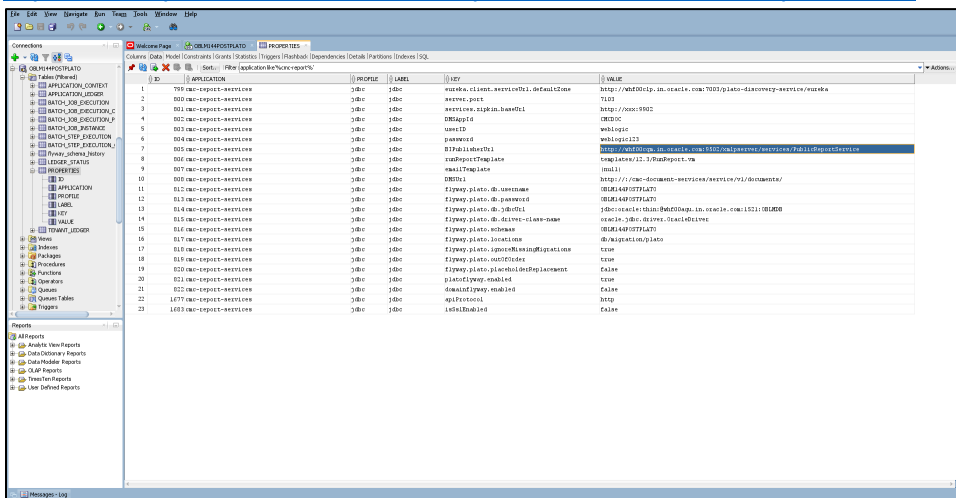 File Edit View Navigate Run Team Tools Window Help
Connections
Welcome Page OBLM144POSTPLATO PROPERTIES
Columns Data Model Constraints Grants Statistics Triggers Flashback Dependencies Details Partitions Indexes SQL
Sort.. Filter: application like'%cmc-report%' Actions...
ID APPLICATION PROFILE LABEL KEY VALUE
1 799 cmc-report-services jdbc jdbc eureka.client.serviceUrl.defaultZone http://whf00clp.in.oracle.com:7003/plato-discovery-service/eureka
2 800 cmc-report-services jdbc jdbc server.port 7103
3 801 cmc-report-services jdbc jdbc services.zipkin.baseUrl http://xxx:9902
4 802 cmc-report-services jdbc jdbc DMSAppId CMCDOC
5 803 cmc-report-services jdbc jdbc userID weblogic
6 804 cmc-report-services jdbc jdbc password weblogic123
7 805 cmc-report-services jdbc jdbc BIPublisherUrl http://whf00cqm.in.oracle.com:9502/xmlpserver/services/PublicReportService
8 806 cmc-report-services jdbc jdbc runReportTemplate templates/12.3/RunReport.vm
9 807 cmc-report-services jdbc jdbc emailTemplate (null)
10 808 cmc-report-services jdbc jdbc DMSUrl http://:/cmc-document-services/service/v1/documents/
11 812 cmc-report-services jdbc jdbc flyway.plato.db.username OBLM144POSTPLATO
12 813 cmc-report-services jdbc jdbc flyway.plato.db.password OBLM144POSTPLATO
13 814 cmc-report-services jdbc jdbc flyway.plato.db.jdbcUrl jdbc:oracle:thin:@whf00aqu.in.oracle.com:1521:OBLMDB
14 815 cmc-report-services jdbc jdbc flyway.plato.db.driver-class-name oracle.jdbc.driver.OracleDriver
15 816 cmc-report-services jdbc jdbc flyway.plato.schemas OBLM144POSTPLATO
16 817 cmc-report-services jdbc jdbc flyway.plato.locations db/migration/plato
17 818 cmc-report-services jdbc jdbc flyway.plato.ignoreMissingMigrations true
18 819 cmc-report-services jdbc jdbc flyway.plato.outOfOrder true
19 820 cmc-report-services jdbc jdbc flyway.plato.placeholderReplacement false
20 821 cmc-report-services jdbc jdbc platoflyway.enabled true
21 822 cmc-report-services jdbc jdbc domainflyway.enabled false
22 1677 cmc-report-services jdbc jdbc apiProtocol http
23 1683 cmc-report-services jdbc jdbc isSslEnabled false
OBLM144POSTPLATO
Tables (Filtered)
APPLICATION_CONTEXT
APPLICATION_LEDGER
BATCH_JOB_EXECUTION
BATCH_JOB_EXECUTION_C
BATCH_JOB_EXECUTION_P
BATCH_JOB_INSTANCE
BATCH_STEP_EXECUTION
BATCH_STEP_EXECUTION_
flyway_schema_history
LEDGER_STATUS
PROPERTIES
ID
APPLICATION
PROFILE
LABEL
KEY
VALUE
TENANT_LEDGER
Views
Indexes
Packages
Procedures
Functions
Operators
Queues
Queues Tables
Triggers
Reports
All Reports
Analytic View Reports
Data Dictionary Reports
Data Modeler Reports
OLAP Reports
TimesTen Reports
User Defined Reports
Messages - Log